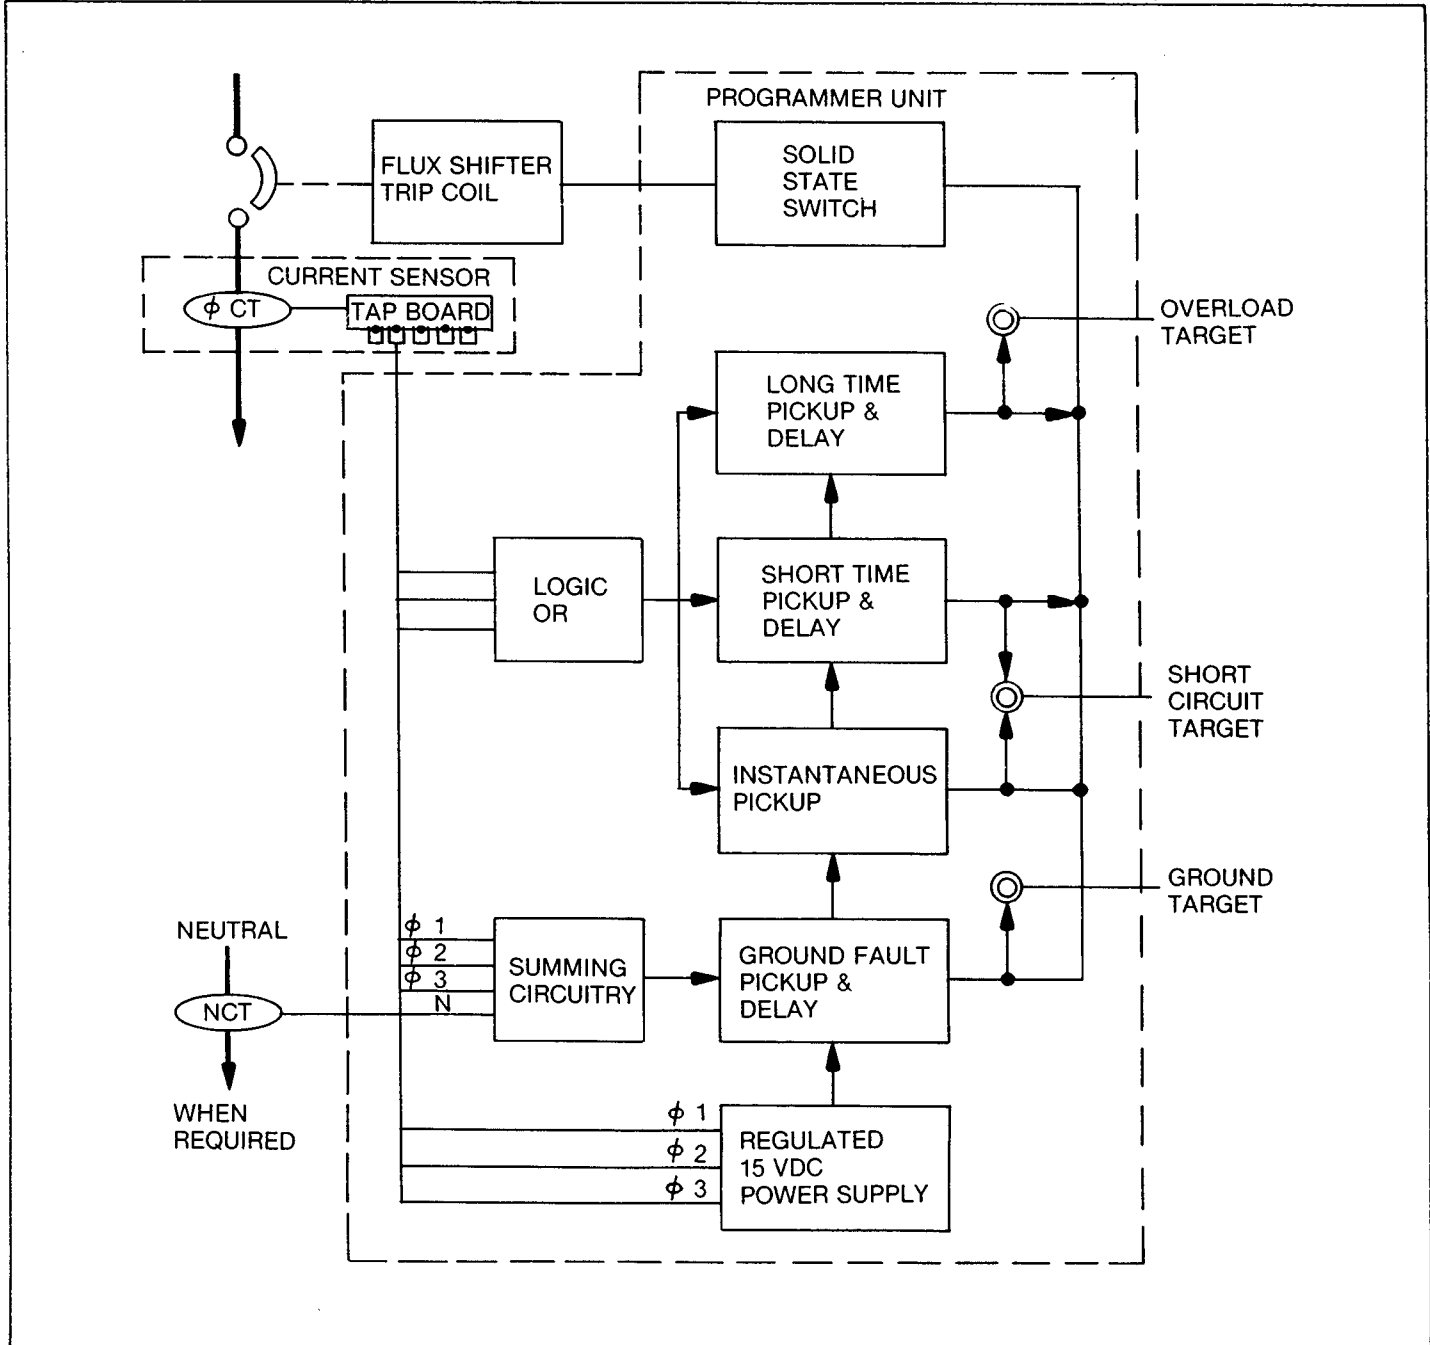 PROGRAMMER UNIT
FLUX SHIFTER
TRIP COIL
SOLID
STATE
SWITCH
CURRENT SENSOR
ϕ CT
TAP BOARD
OVERLOAD
TARGET
LONG TIME
PICKUP &
DELAY
LOGIC
OR
SHORT TIME
PICKUP &
DELAY
SHORT
CIRCUIT
TARGET
INSTANTANEOUS
PICKUP
GROUND
TARGET
NEUTRAL
NCT
WHEN
REQUIRED
ϕ 1
ϕ 2
ϕ 3
N
SUMMING
CIRCUITRY
GROUND FAULT
PICKUP &
DELAY
ϕ 1
ϕ 2
ϕ 3
REGULATED
15 VDC
POWER SUPPLY